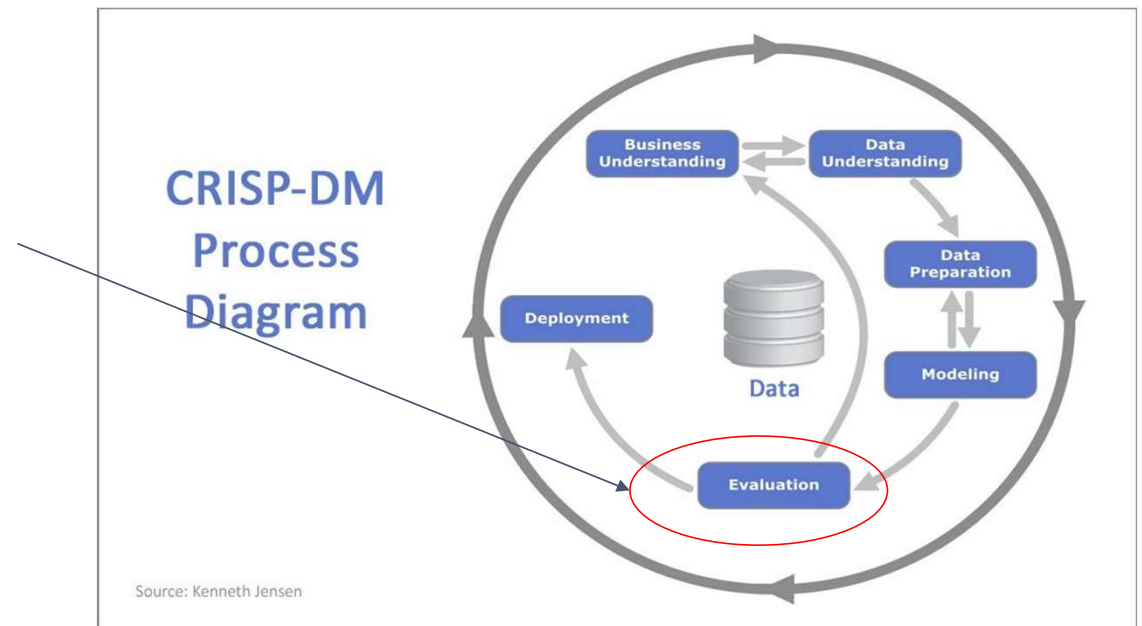 CRISP-DM
Process
Diagram
Business
Understanding
Data
Understanding
Data
Preparation
Deployment
Modeling
Data
Evaluation
Source: Kenneth Jensen